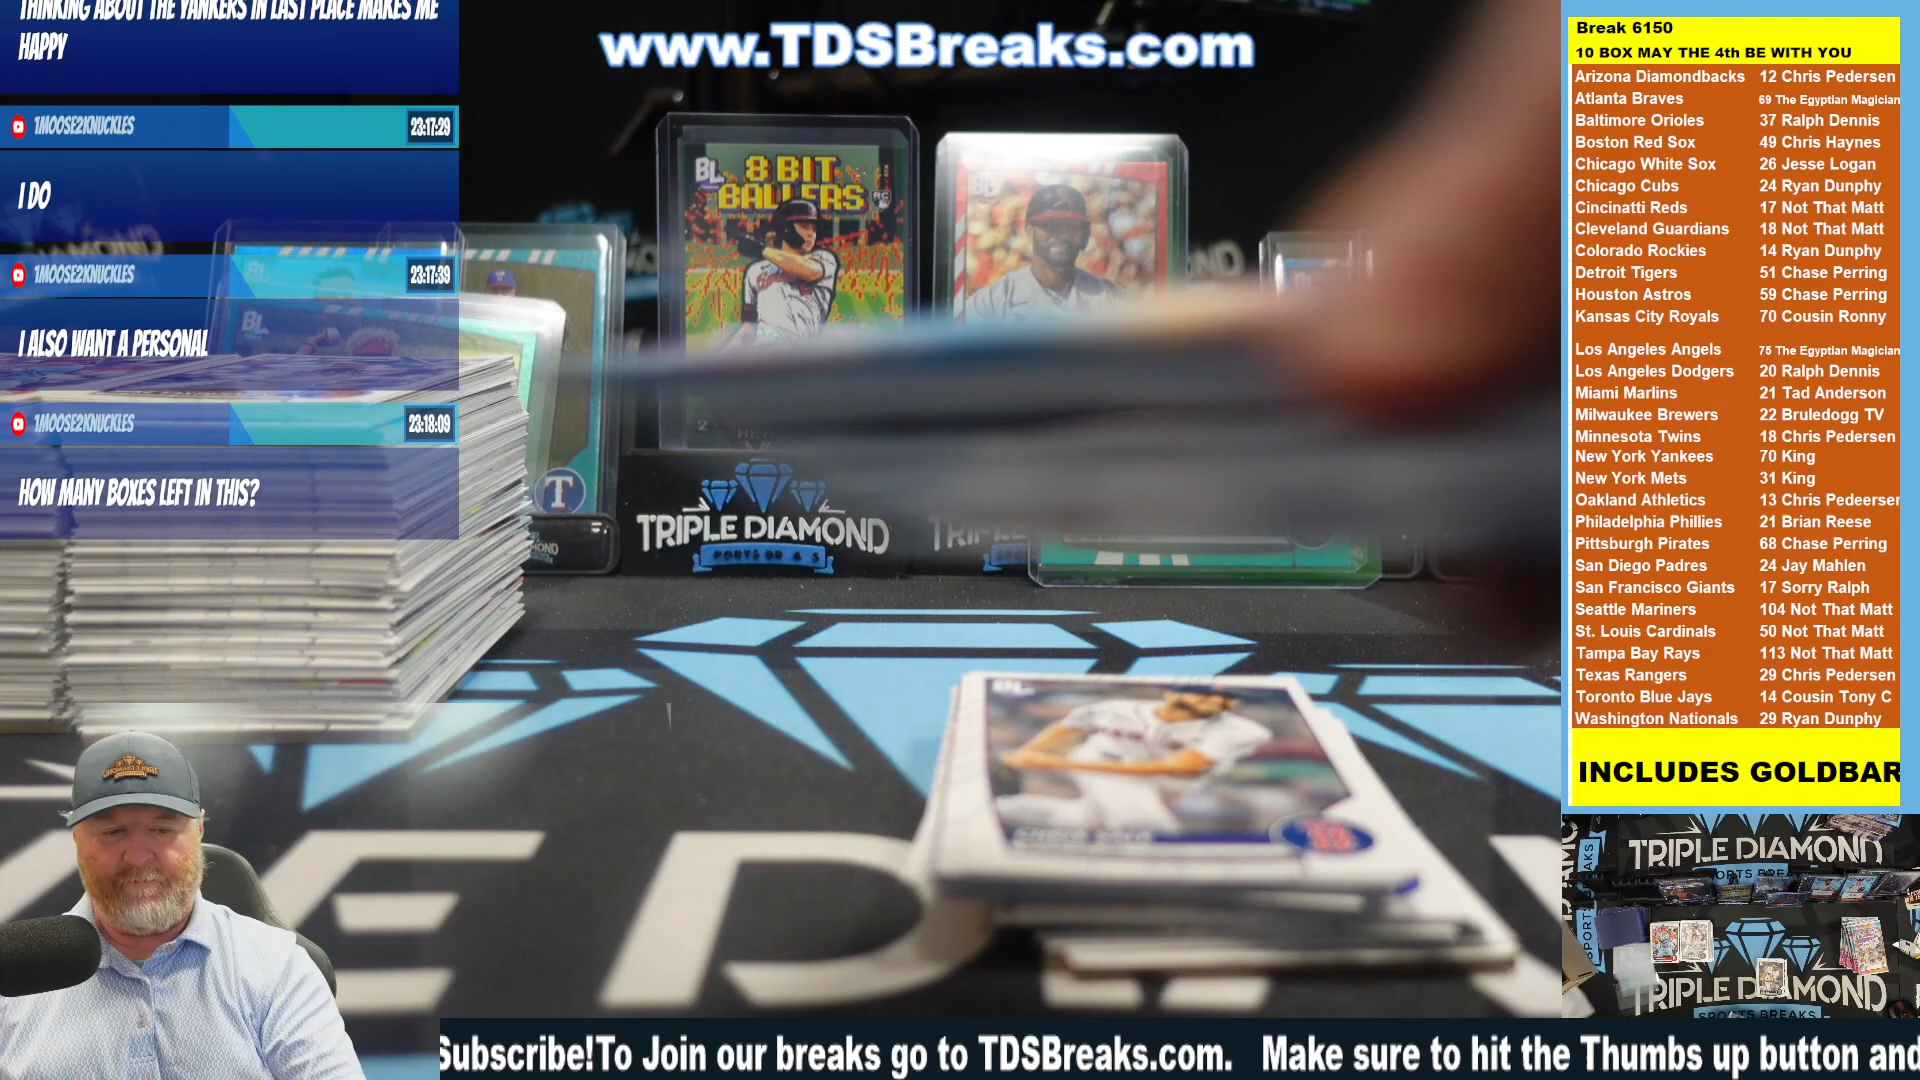 THINKING ABOUT THE YANKERS IN LAST PLACE MAKES ME
HAPPY
1MOOSE2KNUCKLES 23:17:29
I DO
1MOOSE2KNUCKLES 23:17:39
I ALSO WANT A PERSONAL
1MOOSE2KNUCKLES 23:18:09
HOW MANY BOXES LEFT IN THIS?
www.TDSBreaks.com
BL 8 BIT
BALLERS
RC
BL
T
TRIPLE DIAMOND
TRIPLE DIAMOND
SPORTS BREAKS
Break 6150
10 BOX MAY THE 4th BE WITH YOU
Arizona Diamondbacks 12 Chris Pedersen
Atlanta Braves 69 The Egyptian Magician
Baltimore Orioles 37 Ralph Dennis
Boston Red Sox 49 Chris Haynes
Chicago White Sox 26 Jesse Logan
Chicago Cubs 24 Ryan Dunphy
Cincinatti Reds 17 Not That Matt
Cleveland Guardians 18 Not That Matt
Colorado Rockies 14 Ryan Dunphy
Detroit Tigers 51 Chase Perring
Houston Astros 59 Chase Perring
Kansas City Royals 70 Cousin Ronny
Los Angeles Angels 75 The Egyptian Magician
Los Angeles Dodgers 20 Ralph Dennis
Miami Marlins 21 Tad Anderson
Milwaukee Brewers 22 Bruledogg TV
Minnesota Twins 18 Chris Pedersen
New York Yankees 70 King
New York Mets 31 King
Oakland Athletics 13 Chris Pedeersen
Philadelphia Phillies 21 Brian Reese
Pittsburgh Pirates 68 Chase Perring
San Diego Padres 24 Jay Mahlen
San Francisco Giants 17 Sorry Ralph
Seattle Mariners 104 Not That Matt
St. Louis Cardinals 50 Not That Matt
Tampa Bay Rays 113 Not That Matt
Texas Rangers 29 Chris Pedersen
Toronto Blue Jays 14 Cousin Tony C
Washington Nationals 29 Ryan Dunphy
INCLUDES GOLDBAR
TRIPLE DIAMOND
SPORTS BREAKS
Subscribe!To Join our breaks go to TDSBreaks.com. Make sure to hit the Thumbs up button and